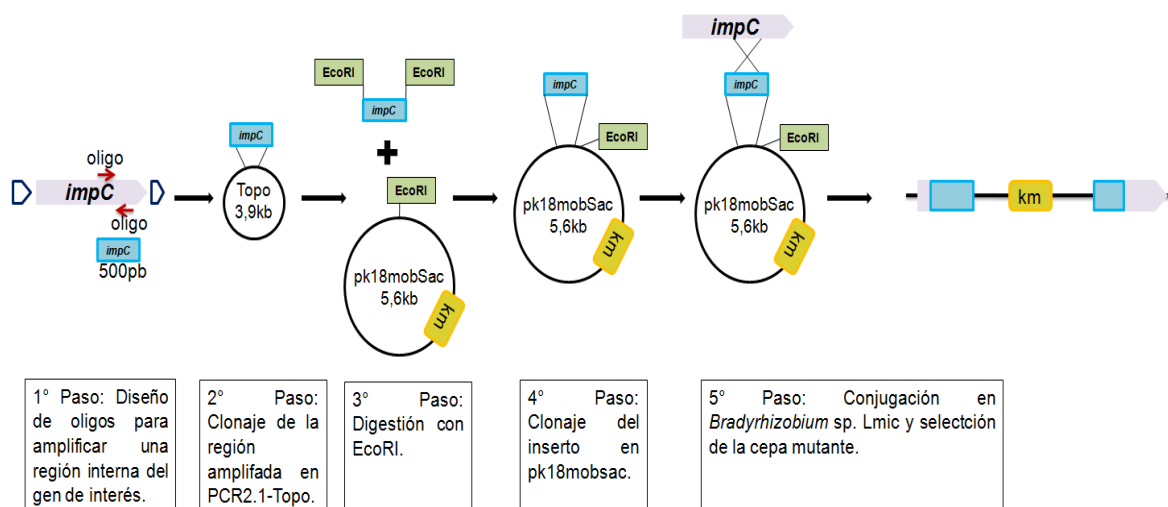 oligo
impC
oligo
impC
500pb
impC
Topo
3,9kb
EcoRI
EcoRI
impC
+
EcoRI
pk18mobSac
5,6kb
km
impC
EcoRI
pk18mobSac
5,6kb
km
impC
impC
EcoRI
pk18mobSac
5,6kb
km
km
1° Paso: Diseño
de oligos para
amplificar una
región interna del
gen de interés.
2° Paso:
Clonaje de la
región
amplifada en
PCR2.1-Topo.
3° Paso:
Digestión con
EcoRI.
4° Paso:
Clonaje del
inserto en
pk18mobsac.
5° Paso: Conjugación en
Bradyrhizobium sp. Lmic y selectción
de la cepa mutante.